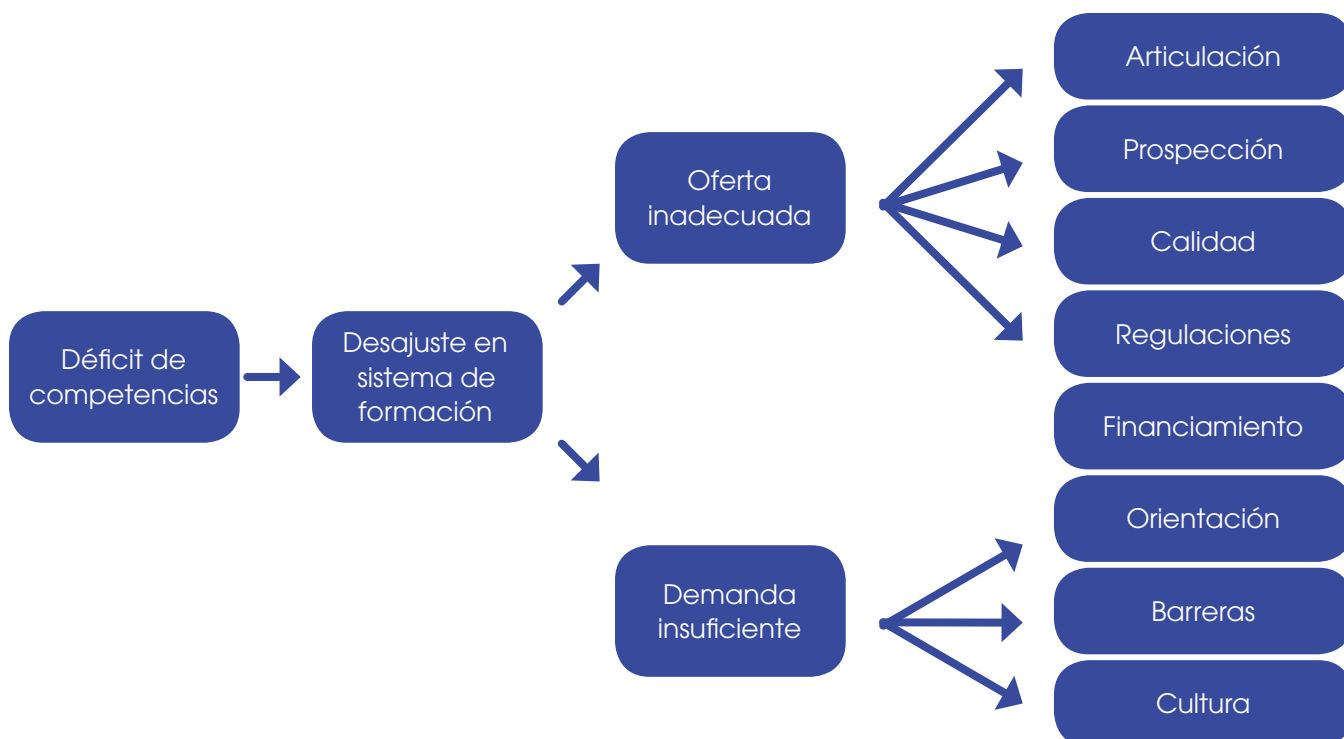 Déficit de
competencias
Desajuste en
sistema de
formación
Oferta
inadecuada
Demanda
insuficiente
Articulación
Prospección
Calidad
Regulaciones
Financiamiento
Orientación
Barreras
Cultura